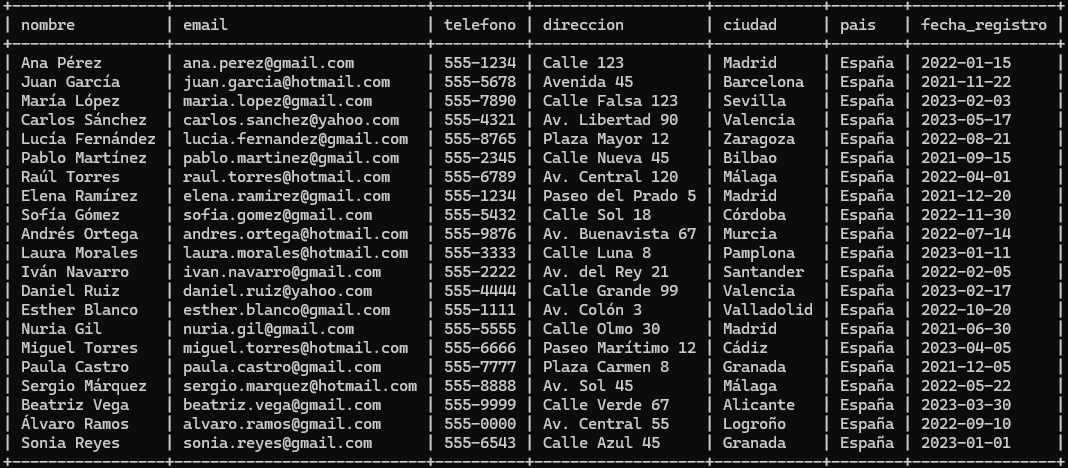 | nombre | email | telefono | direccion | ciudad | pais | fecha_registro |
| Ana Pérez | ana.perez@gmail.com | 555-1234 | Calle 123 | Madrid | España | 2022-01-15 |
| Juan García | juan.garcia@hotmail.com | 555-5678 | Avenida 45 | Barcelona | España | 2021-11-22 |
| María López | maria.lopez@gmail.com | 555-7890 | Calle Falsa 123 | Sevilla | España | 2023-02-03 |
| Carlos Sánchez | carlos.sanchez@yahoo.com | 555-4321 | Av. Libertad 90 | Valencia | España | 2023-05-17 |
| Lucía Fernández | lucia.fernandez@gmail.com | 555-8765 | Plaza Mayor 12 | Zaragoza | España | 2022-08-21 |
| Pablo Martínez | pablo.martinez@gmail.com | 555-2345 | Calle Nueva 45 | Bilbao | España | 2021-09-15 |
| Raúl Torres | raul.torres@hotmail.com | 555-6789 | Av. Central 120 | Málaga | España | 2022-04-01 |
| Elena Ramírez | elena.ramirez@gmail.com | 555-1234 | Paseo del Prado 5 | Madrid | España | 2021-12-20 |
| Sofía Gómez | sofia.gomez@gmail.com | 555-5432 | Calle Sol 18 | Córdoba | España | 2022-11-30 |
| Andrés Ortega | andres.ortega@hotmail.com | 555-9876 | Av. Buenavista 67 | Murcia | España | 2022-07-14 |
| Laura Morales | laura.morales@hotmail.com | 555-3333 | Calle Luna 8 | Pamplona | España | 2023-01-11 |
| Iván Navarro | ivan.navarro@gmail.com | 555-2222 | Av. del Rey 21 | Santander | España | 2022-02-05 |
| Daniel Ruiz | daniel.ruiz@yahoo.com | 555-4444 | Calle Grande 99 | Valencia | España | 2023-02-17 |
| Esther Blanco | esther.blanco@gmail.com | 555-1111 | Av. Colón 3 | Valladolid | España | 2022-10-20 |
| Nuria Gil | nuria.gil@gmail.com | 555-5555 | Calle Olmo 30 | Madrid | España | 2021-06-30 |
| Miguel Torres | miguel.torres@hotmail.com | 555-6666 | Paseo Marítimo 12 | Cádiz | España | 2023-04-05 |
| Paula Castro | paula.castro@gmail.com | 555-7777 | Plaza Carmen 8 | Granada | España | 2021-12-05 |
| Sergio Márquez | sergio.marquez@hotmail.com | 555-8888 | Av. Sol 45 | Málaga | España | 2022-05-22 |
| Beatriz Vega | beatriz.vega@gmail.com | 555-9999 | Calle Verde 67 | Alicante | España | 2023-03-30 |
| Álvaro Ramos | alvaro.ramos@gmail.com | 555-0000 | Av. Central 55 | Logroño | España | 2022-09-10 |
| Sonia Reyes | sonia.reyes@gmail.com | 555-6543 | Calle Azul 45 | Granada | España | 2023-01-01 |